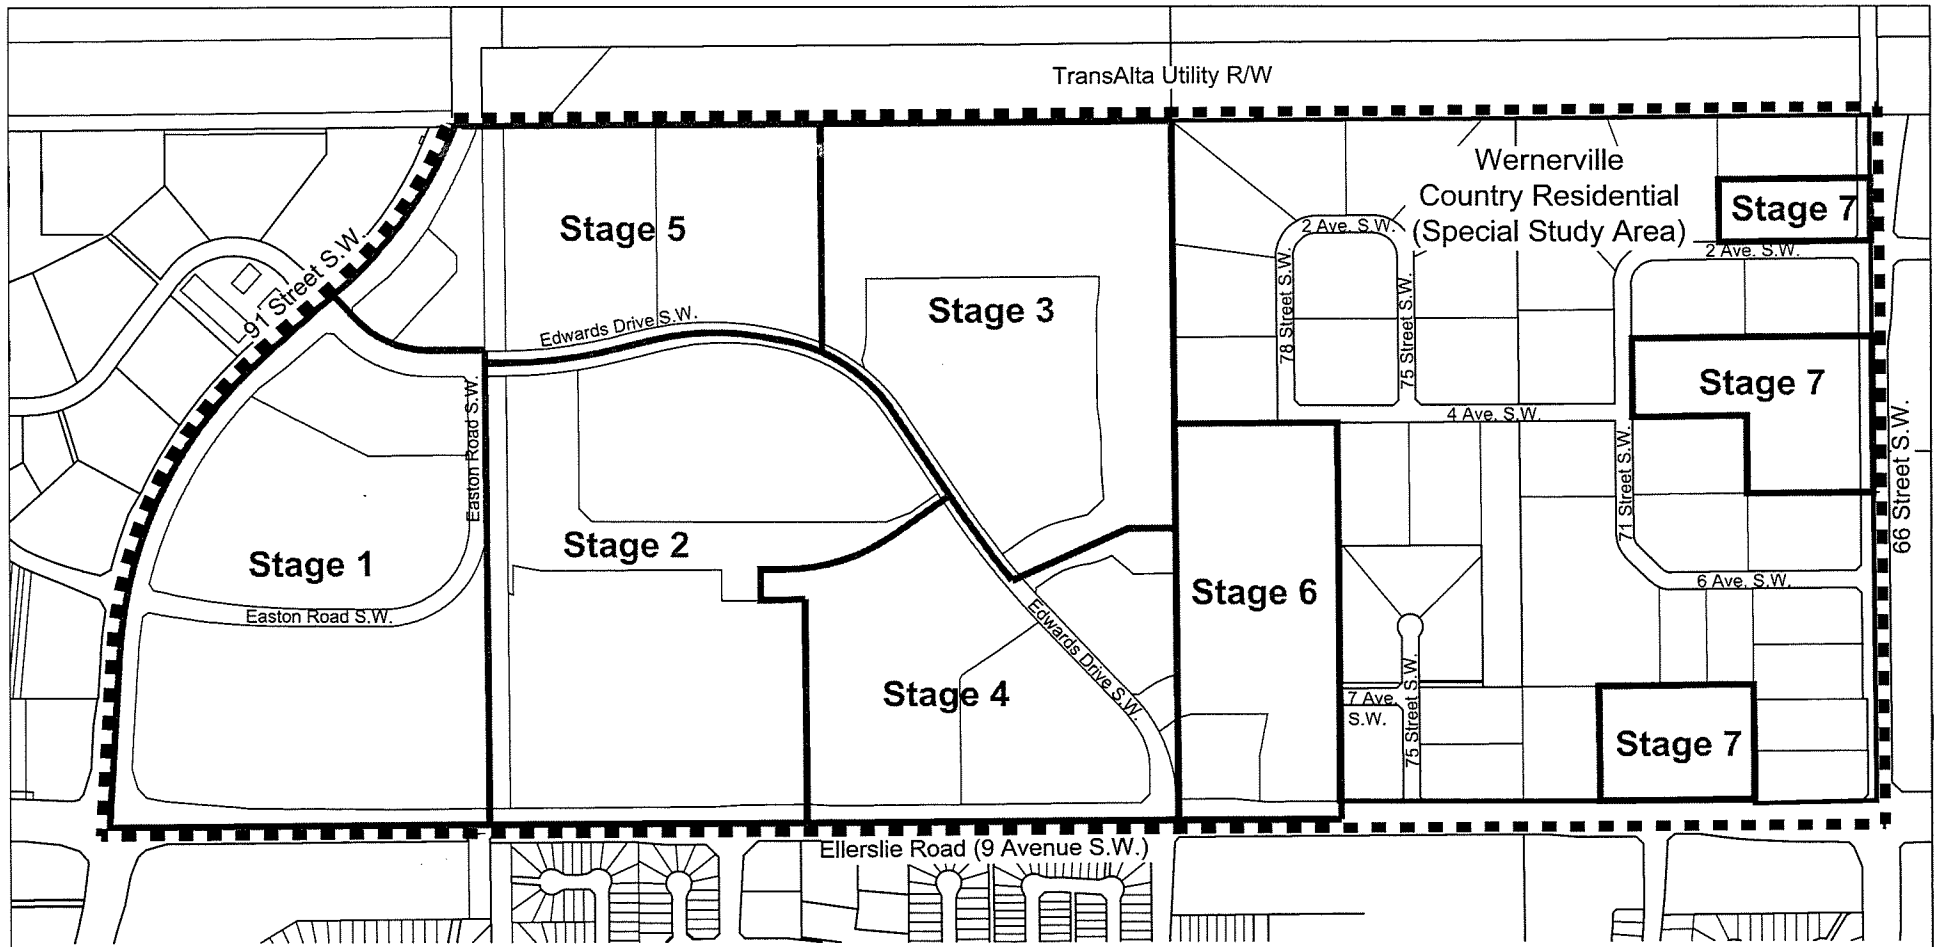 TransAlta Utility R/W
Wernerville
Country Residential
(Special Study Area)
Stage 7
Stage 5
91 Street S.W.
2 Ave. S.W.
2 Ave. S.W.
Stage 3
78 Street S.W.
75 Street S.W.
Edwards Drive S.W.
Stage 7
4 Ave. S.W.
Easton Road S.W.
71 Street S.W.
66 Street S.W.
Stage 2
Stage 1
Stage 6
6 Ave. S.W.
Easton Road S.W.
Edwards Drive S.W.
Stage 4
7 Ave.
S.W.
75 Street S.W.
Stage 7
Ellerslie Road (9 Avenue S.W.)